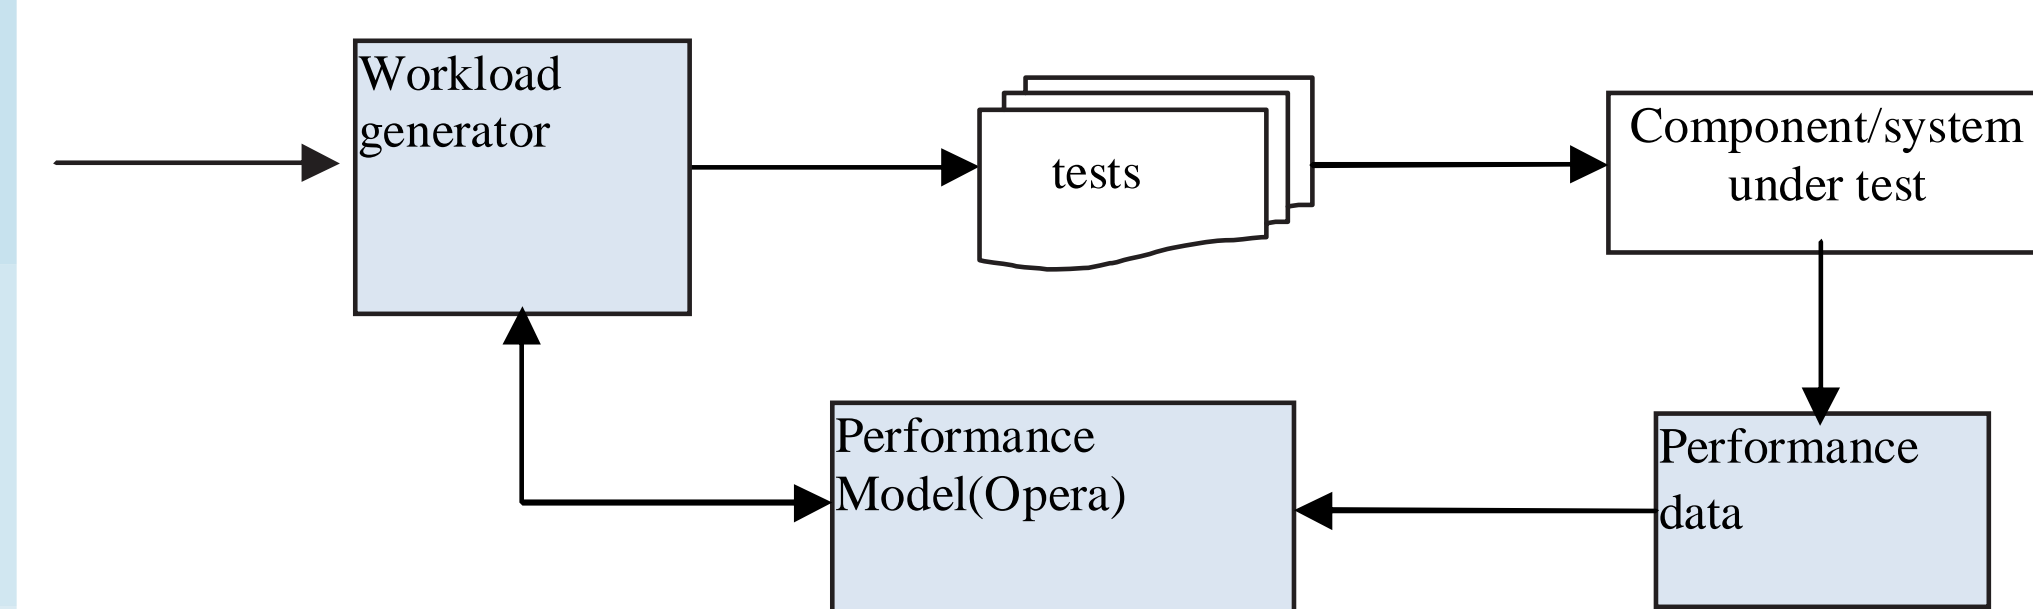 Workload
generator
tests
Component/system
under test
Performance
Model(Opera)
Performance
data